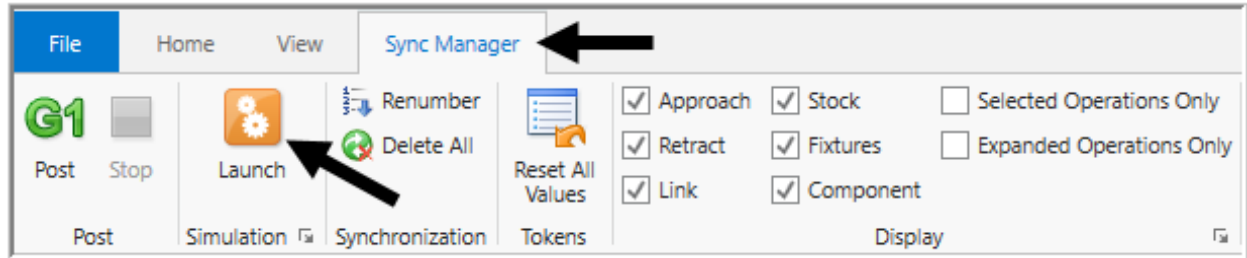 File Home View Sync Manager
G1 Post
Stop
Launch
Renumber
Delete All
Reset All
Values
Approach Stock Selected Operations Only
Retract Fixtures Expanded Operations Only
Link Component
Post Simulation Synchronization Tokens Display